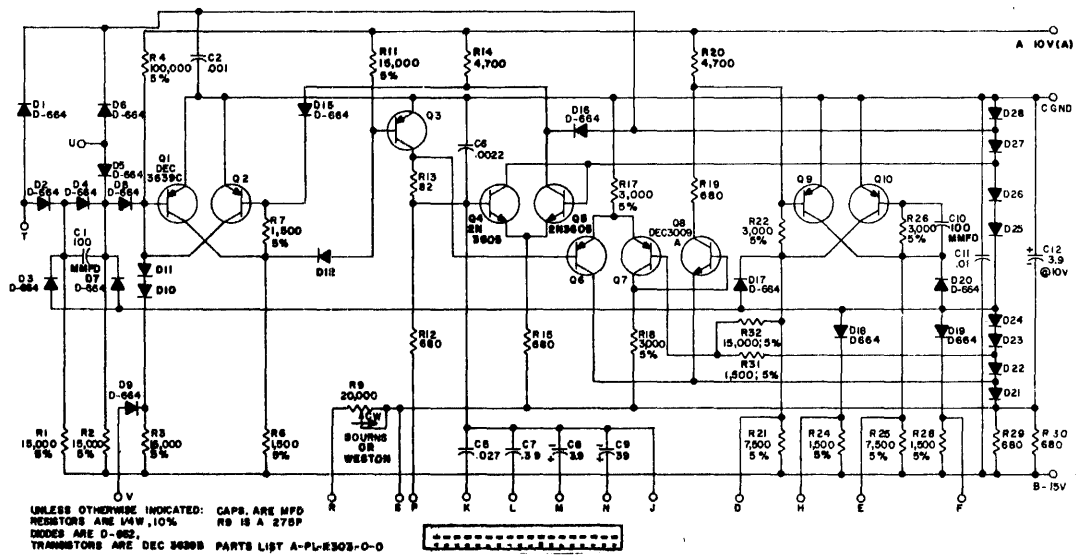 A 10V(A)
R4
100,000
5%
C2
.001
R11
15,000
5%
R14
4,700
R20
4,700
C GND
D1
D-664
D6
D-664
D15
D-664
Q3
D16
D-664
D28
D27
U
D5
D-664
Q1
DEC
3639C
Q2
C6
.0022
Q9
Q10
D2
D-664
D4
D-664
D8
D-664
R13
82
R17
3,000
5%
R19
680
D26
T
C1
100
MMFD
R7
1,500
5%
Q4
2N
3605
Q5
2N3605
Q8
DEC3009
A
R22
3,000
5%
R26
3,000
5%
C10
100
MMFD
D25
D3
D-664
D7
D-664
D11
D10
D12
Q6
Q7
D17
D-664
C11
.01
D20
D-664
C12
3.9
@10V
R12
680
R15
680
R18
3,000
5%
R32
15,000; 5%
R31
1,500; 5%
D18
D664
D19
D664
D24
D23
D22
D21
D9
D-664
R9
20,000
CW
BOURNS
OR
WESTON
R1
15,000
5%
R2
15,000
5%
R3
15,000
5%
R6
1,500
5%
C5
.027
C7
.39
C8
3.9
C9
39
R21
7,500
5%
R24
1,500
5%
R25
7,500
5%
R28
1,500
5%
R29
680
R30
680
B-15V
V
R
S
P
K
L
M
N
J
D
H
E
F
UNLESS OTHERWISE INDICATED: CAPS. ARE MFD
RESISTORS ARE 1/4W, 10% R9 IS A 275P
DIODES ARE D-662,
TRANSISTORS ARE DEC 3639B PARTS LIST A-PL-R303-0-0